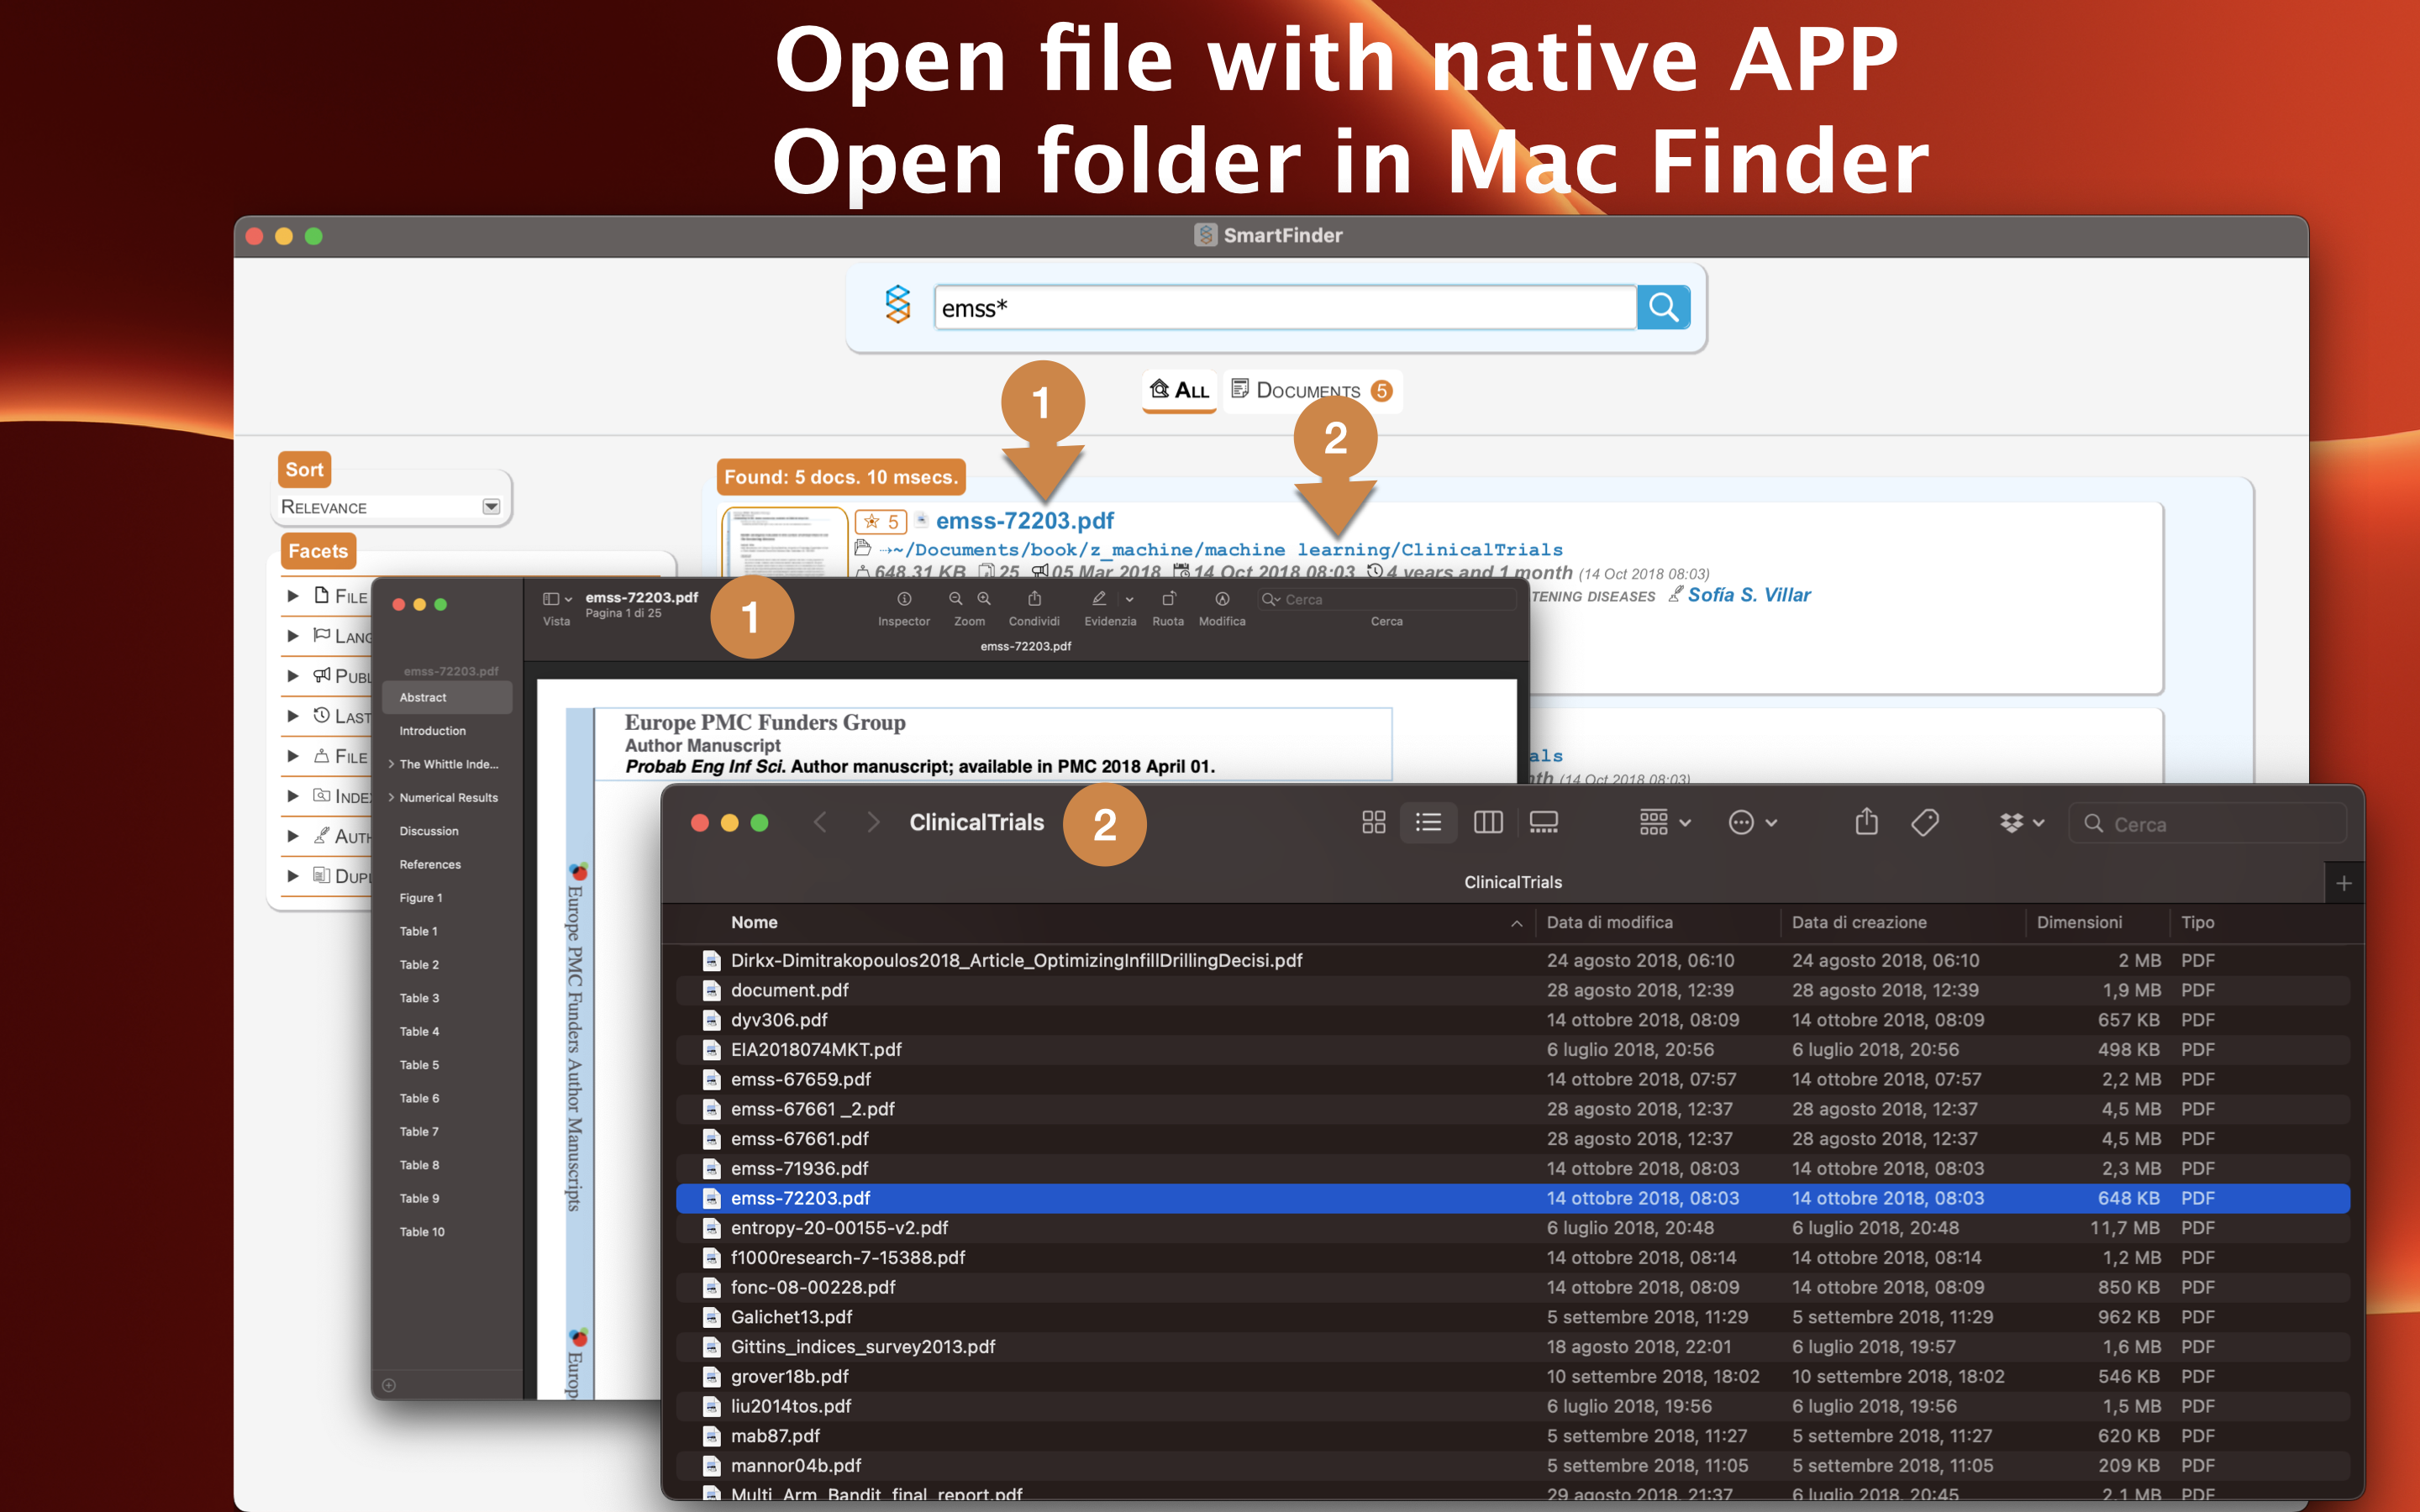 Open file with native APP
Open folder in Mac Finder
SmartFinder
emss*
All
Documents 5
1
2
Sort
Relevance
Found: 5 docs. 10 msecs.
5 emss-72203.pdf
~/Documents/book/z_machine/machine learning/ClinicalTrials
648.31 KB 25 05 Mar 2018 14 Oct 2018 08:03 4 years and 1 month (14 Oct 2018 08:03)
TENING DISEASES Sofía S. Villar
als
nth (14 Oct 2018 08:03)
Facets
File
Lang
Publ
Last
File
Inde
Auth
Dupl
emss-72203.pdf
Pagina 1 di 25
1
Vista
Inspector
Zoom
Condividi
Evidenzia
Ruota
Modifica
Cerca
Cerca
emss-72203.pdf
emss-72203.pdf
Abstract
Introduction
The Whittle Inde...
Numerical Results
Discussion
References
Figure 1
Table 1
Table 2
Table 3
Table 4
Table 5
Table 6
Table 7
Table 8
Table 9
Table 10
Europe PMC Funders Group
Author Manuscript
Probab Eng Inf Sci. Author manuscript; available in PMC 2018 April 01.
Europe PMC Funders Author Manuscripts
Europ
ClinicalTrials
2
Cerca
ClinicalTrials
Nome Data di modifica Data di creazione Dimensioni Tipo
Dirkx-Dimitrakopoulos2018_Article_OptimizingInfillDrillingDecisi.pdf 24 agosto 2018, 06:10 24 agosto 2018, 06:10 2 MB PDF
document.pdf 28 agosto 2018, 12:39 28 agosto 2018, 12:39 1,9 MB PDF
dyv306.pdf 14 ottobre 2018, 08:09 14 ottobre 2018, 08:09 657 KB PDF
EIA2018074MKT.pdf 6 luglio 2018, 20:56 6 luglio 2018, 20:56 498 KB PDF
emss-67659.pdf 14 ottobre 2018, 07:57 14 ottobre 2018, 07:57 2,2 MB PDF
emss-67661 _2.pdf 28 agosto 2018, 12:37 28 agosto 2018, 12:37 4,5 MB PDF
emss-67661.pdf 28 agosto 2018, 12:37 28 agosto 2018, 12:37 4,5 MB PDF
emss-71936.pdf 14 ottobre 2018, 08:03 14 ottobre 2018, 08:03 2,3 MB PDF
emss-72203.pdf 14 ottobre 2018, 08:03 14 ottobre 2018, 08:03 648 KB PDF
entropy-20-00155-v2.pdf 6 luglio 2018, 20:48 6 luglio 2018, 20:48 11,7 MB PDF
f1000research-7-15388.pdf 14 ottobre 2018, 08:14 14 ottobre 2018, 08:14 1,2 MB PDF
fonc-08-00228.pdf 14 ottobre 2018, 08:09 14 ottobre 2018, 08:09 850 KB PDF
Galichet13.pdf 5 settembre 2018, 11:29 5 settembre 2018, 11:29 962 KB PDF
Gittins_indices_survey2013.pdf 18 agosto 2018, 22:01 6 luglio 2018, 19:57 1,6 MB PDF
grover18b.pdf 10 settembre 2018, 18:02 10 settembre 2018, 18:02 546 KB PDF
liu2014tos.pdf 6 luglio 2018, 19:56 6 luglio 2018, 19:56 1,5 MB PDF
mab87.pdf 5 settembre 2018, 11:27 5 settembre 2018, 11:27 620 KB PDF
mannor04b.pdf 5 settembre 2018, 11:05 5 settembre 2018, 11:05 209 KB PDF
Multi_Arm_Bandit_final_report.pdf 29 agosto 2018, 21:37 6 luglio 2018, 20:45 2,1 MB PDF